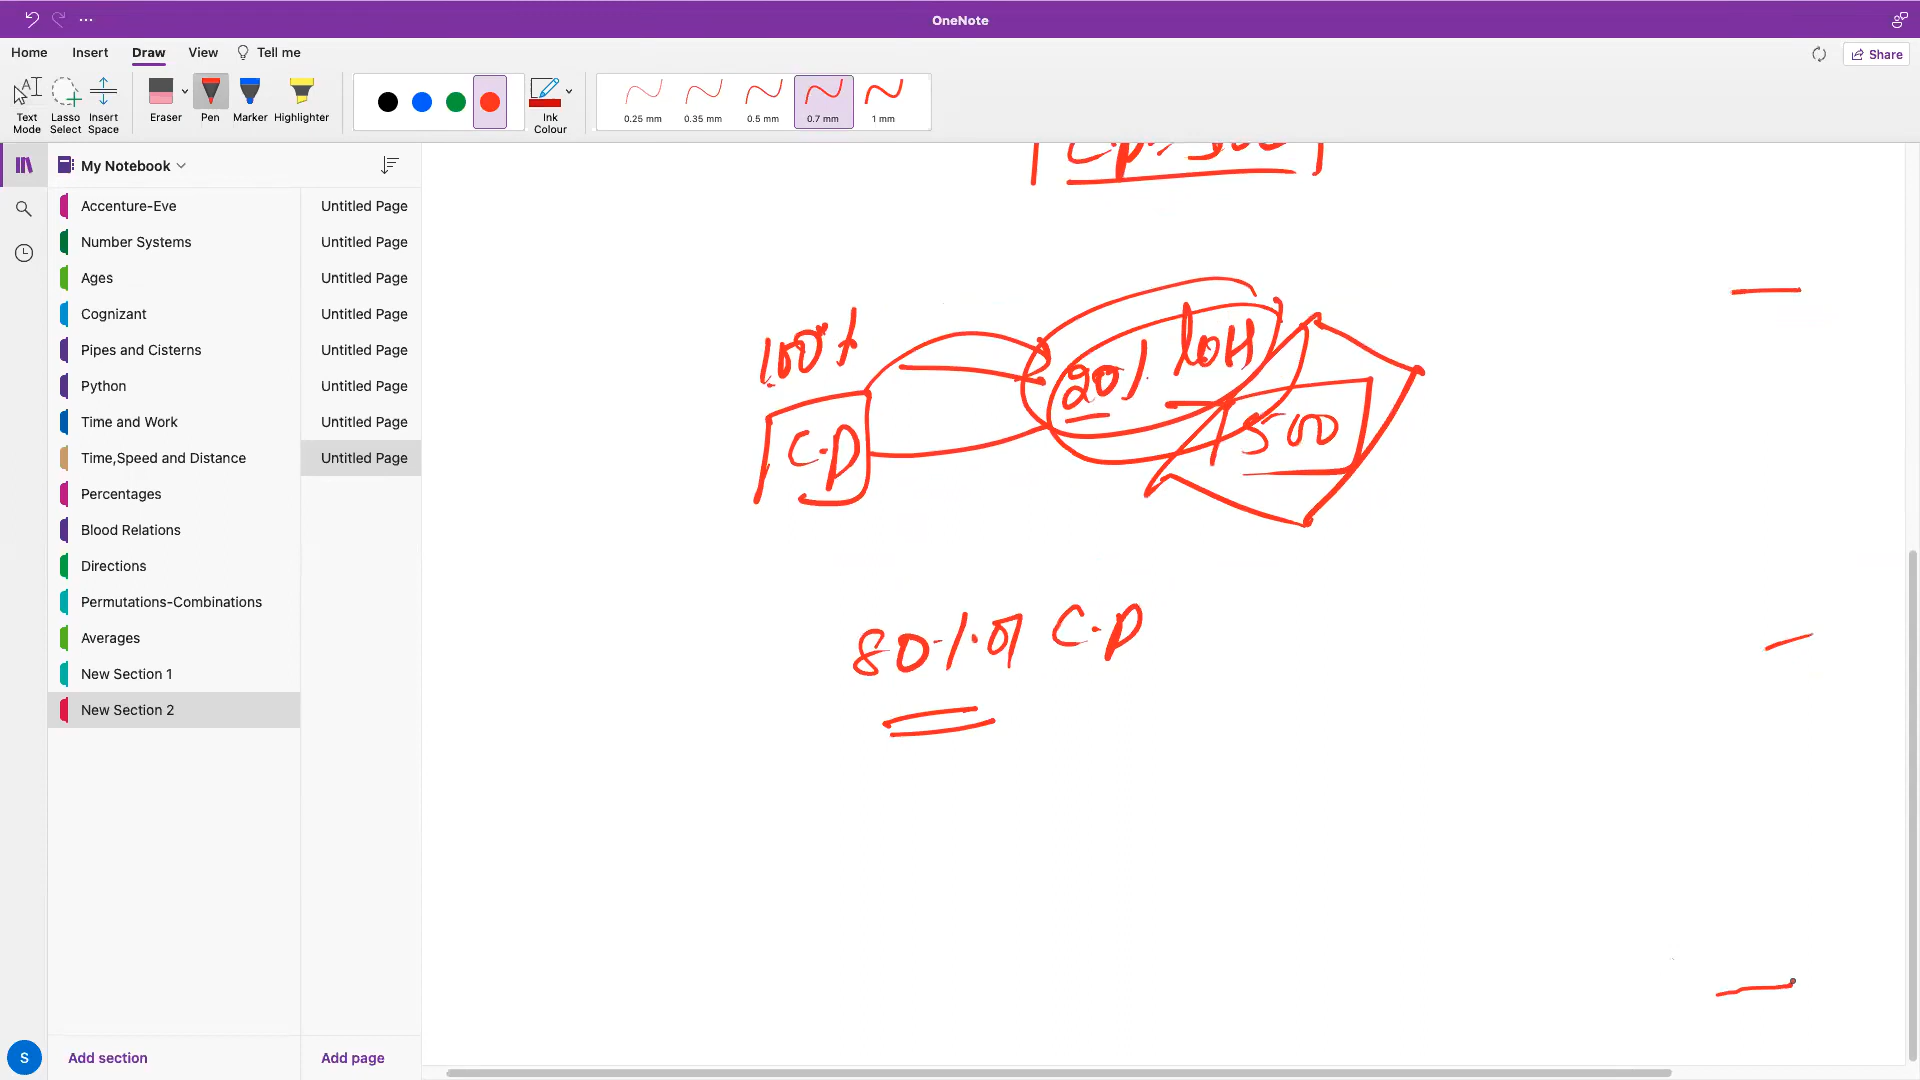 OneNote
Home Insert Draw View Tell me
Share
Text Mode
Lasso Select
Insert Space
Eraser
Pen
Marker
Highlighter
Ink Colour
0.25 mm
0.35 mm
0.5 mm
0.7 mm
1 mm
My Notebook
Accenture-Eve
Number Systems
Ages
Cognizant
Pipes and Cisterns
Python
Time and Work
Time,Speed and Distance
Percentages
Blood Relations
Directions
Permutations-Combinations
Averages
New Section 1
New Section 2
Untitled Page
Untitled Page
Untitled Page
Untitled Page
Untitled Page
Untitled Page
Untitled Page
Untitled Page
Add section
Add page
S
100%
C.P
20% loss
500
80% of C.P